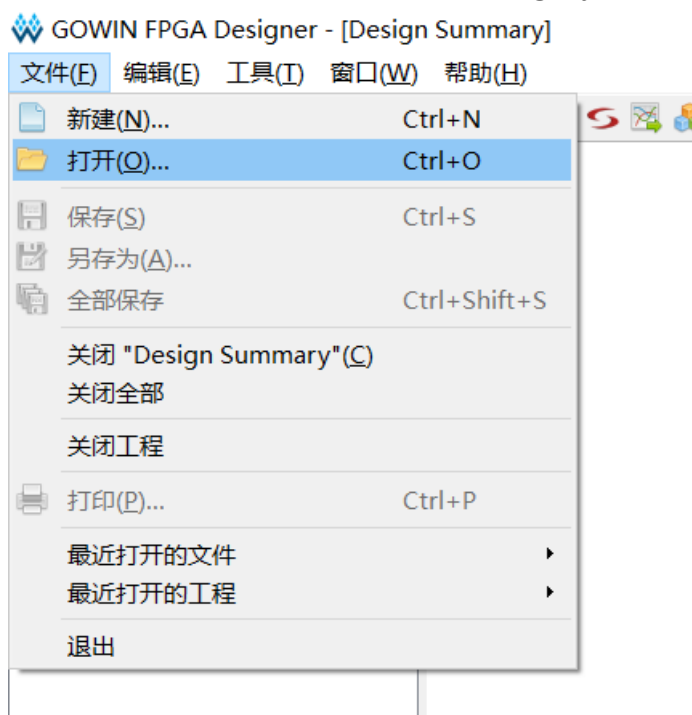 GOWIN FPGA Designer - [Design Summary]
文件(F) 编辑(E) 工具(T) 窗口(W) 帮助(H)
新建(N)... Ctrl+N
打开(O)... Ctrl+O
保存(S) Ctrl+S
另存为(A)...
全部保存 Ctrl+Shift+S
关闭 "Design Summary"(C)
关闭全部
关闭工程
打印(P)... Ctrl+P
最近打开的文件
最近打开的工程
退出